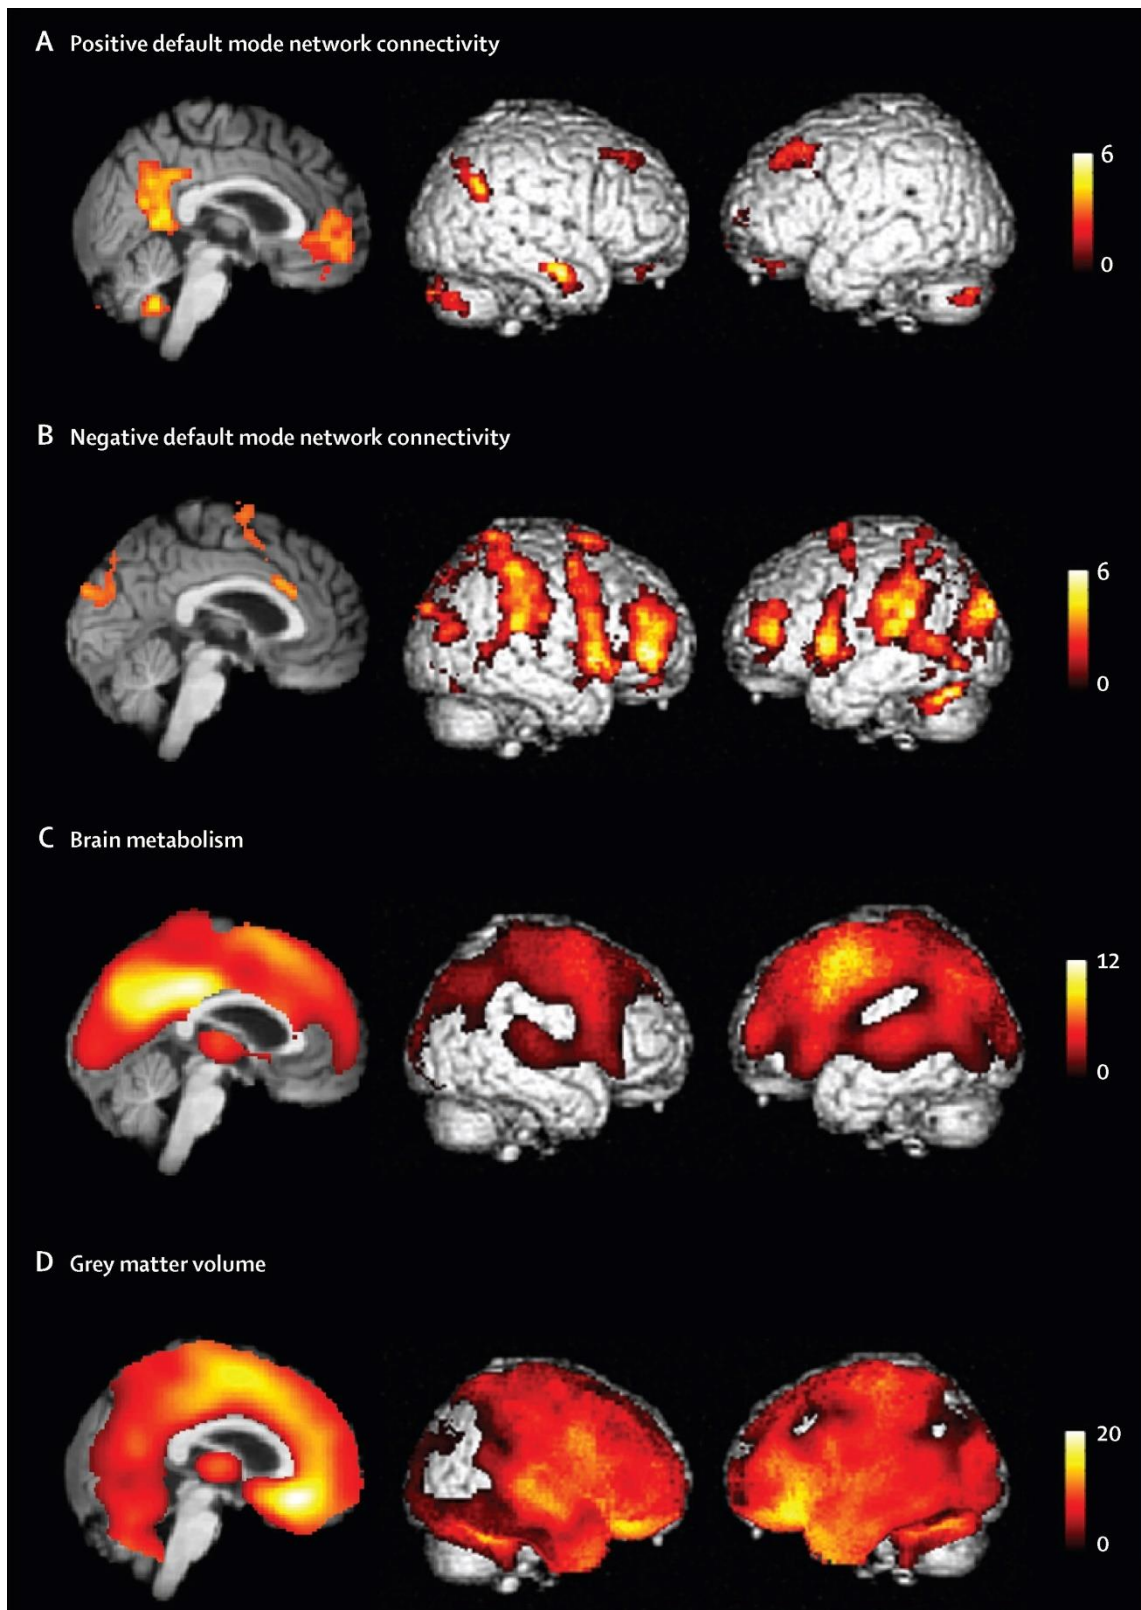 A Positive default mode network connectivity
6
0
B Negative default mode network connectivity
6
0
C Brain metabolism
12
0
D Grey matter volume
20
0